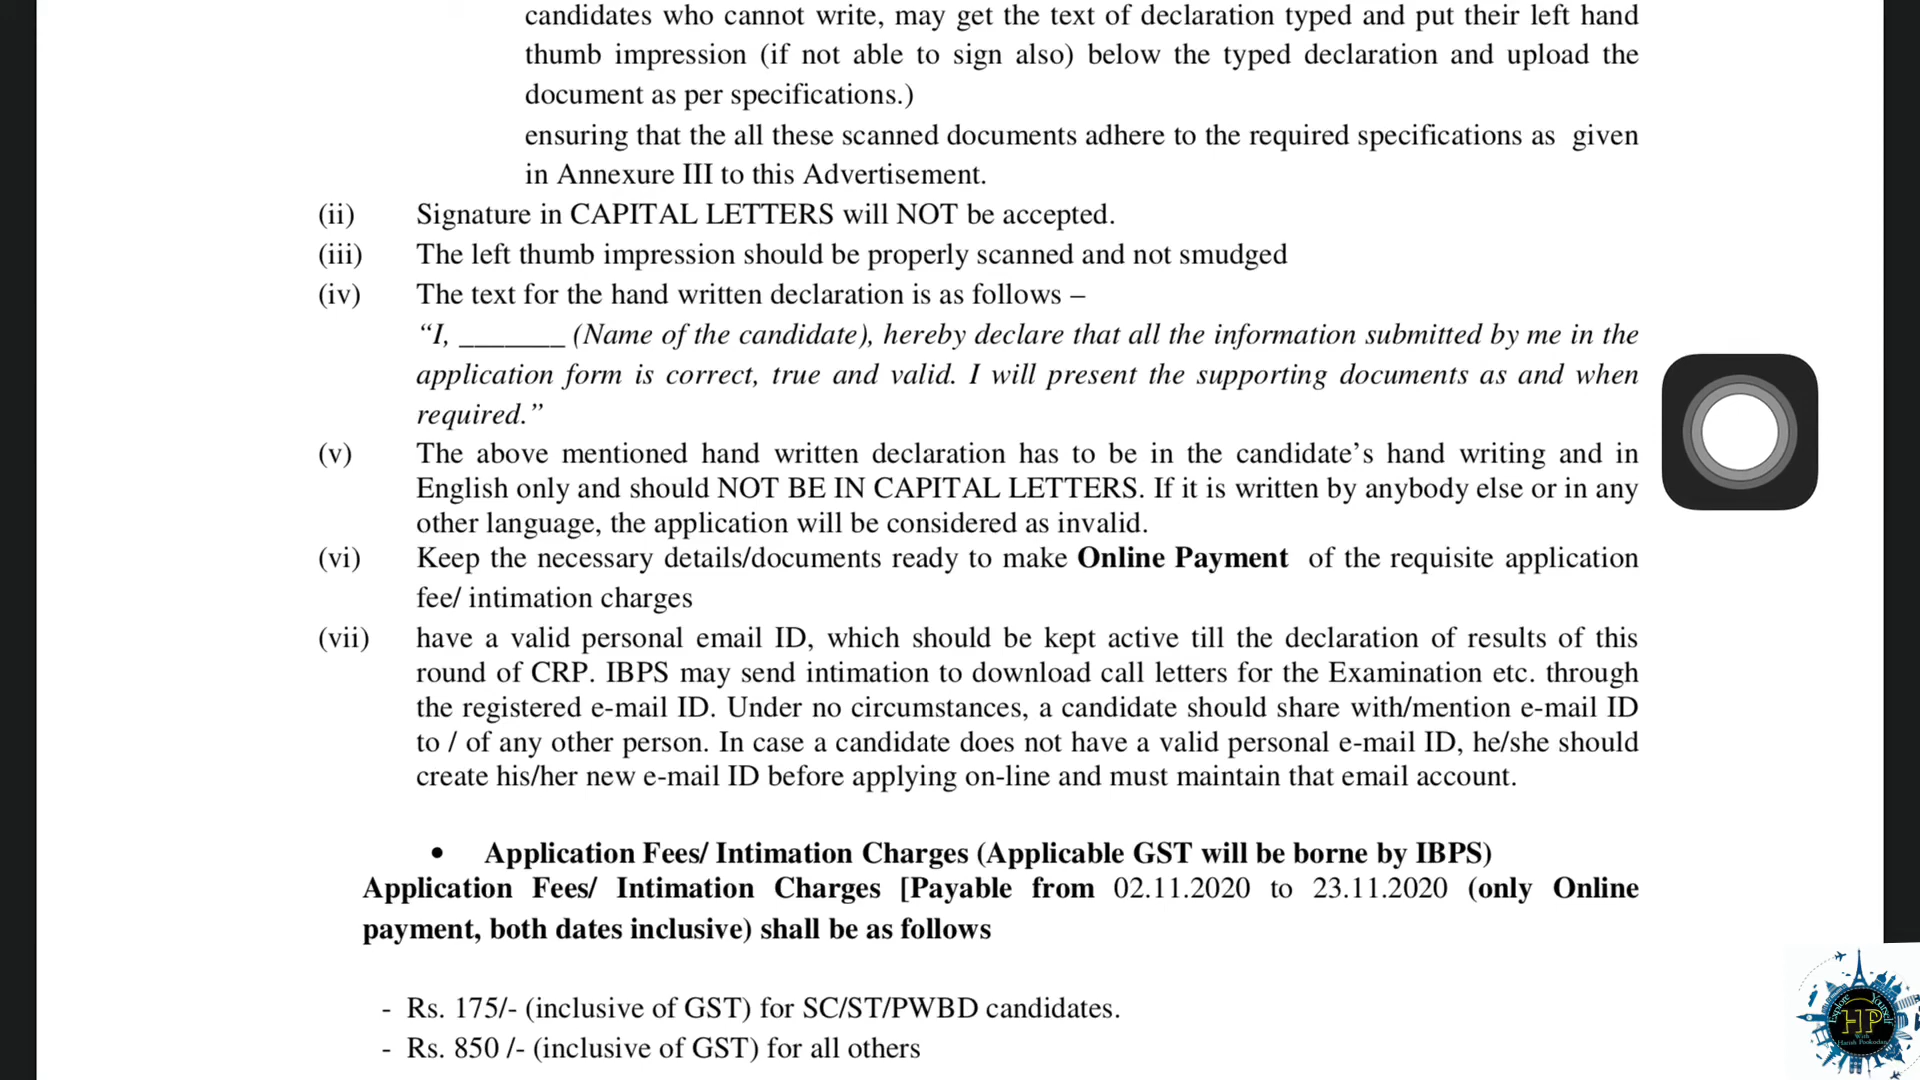 candidates who cannot write, may get the text of declaration typed and put their left hand
thumb impression (if not able to sign also) below the typed declaration and upload the
document as per specifications.)
ensuring that the all these scanned documents adhere to the required specifications as given
in Annexure III to this Advertisement.
(ii) Signature in CAPITAL LETTERS will NOT be accepted.
(iii) The left thumb impression should be properly scanned and not smudged
(iv) The text for the hand written declaration is as follows –
“I, _______ (Name of the candidate), hereby declare that all the information submitted by me in the
application form is correct, true and valid. I will present the supporting documents as and when
required.”
(v) The above mentioned hand written declaration has to be in the candidate’s hand writing and in
English only and should NOT BE IN CAPITAL LETTERS. If it is written by anybody else or in any
other language, the application will be considered as invalid.
(vi) Keep the necessary details/documents ready to make Online Payment of the requisite application
fee/ intimation charges
(vii) have a valid personal email ID, which should be kept active till the declaration of results of this
round of CRP. IBPS may send intimation to download call letters for the Examination etc. through
the registered e-mail ID. Under no circumstances, a candidate should share with/mention e-mail ID
to / of any other person. In case a candidate does not have a valid personal e-mail ID, he/she should
create his/her new e-mail ID before applying on-line and must maintain that email account.
• Application Fees/ Intimation Charges (Applicable GST will be borne by IBPS)
Application Fees/ Intimation Charges [Payable from 02.11.2020 to 23.11.2020 (only Online
payment, both dates inclusive) shall be as follows
- Rs. 175/- (inclusive of GST) for SC/ST/PWBD candidates.
- Rs. 850 /- (inclusive of GST) for all others
Explore Yourself
HP
With